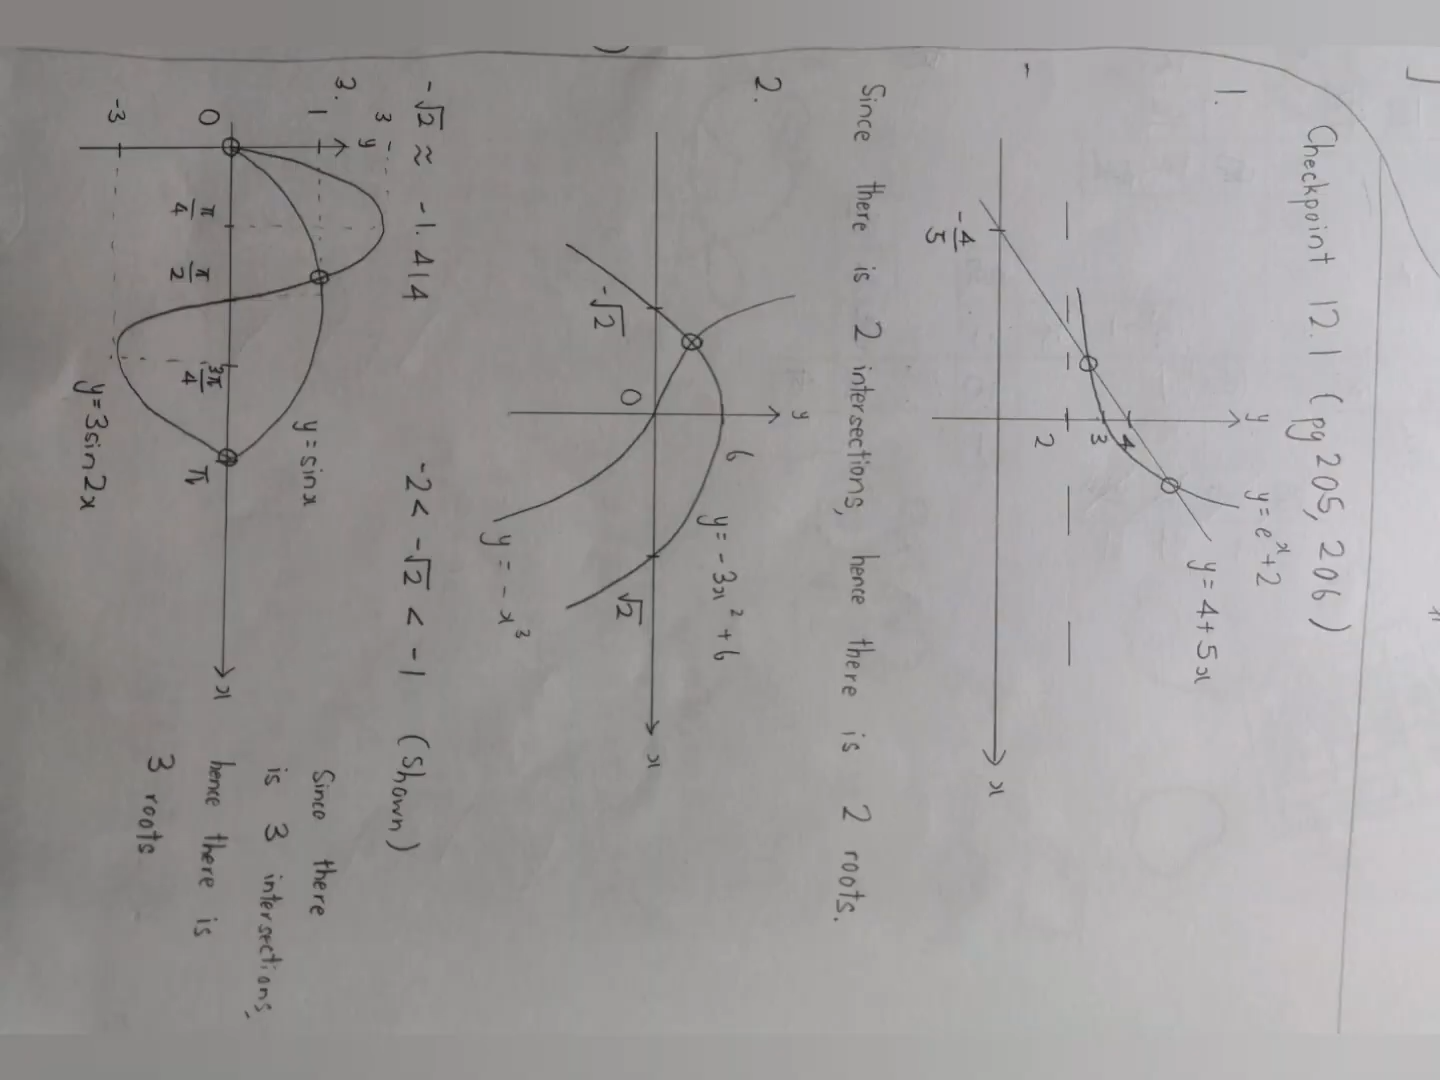 Checkpoint 12.1 (pg 205, 206)
1.
y
y = e^x + 2
y = 4 + 5x
4
3
2
-4/5
x
Since there is 2 intersections, hence there is 2 roots.
2.
y
6
y = -3x² + 6
-√2
0
√2
x
y = -x³
-√2 ≈ -1.414
-2 < -√2 < -1 (shown)
3.
y
3
1
0
-3
π/4
π/2
3π/4
π
x
y = sin x
y = 3 sin 2x
Since there
is 3 intersections,
hence there is
3 roots